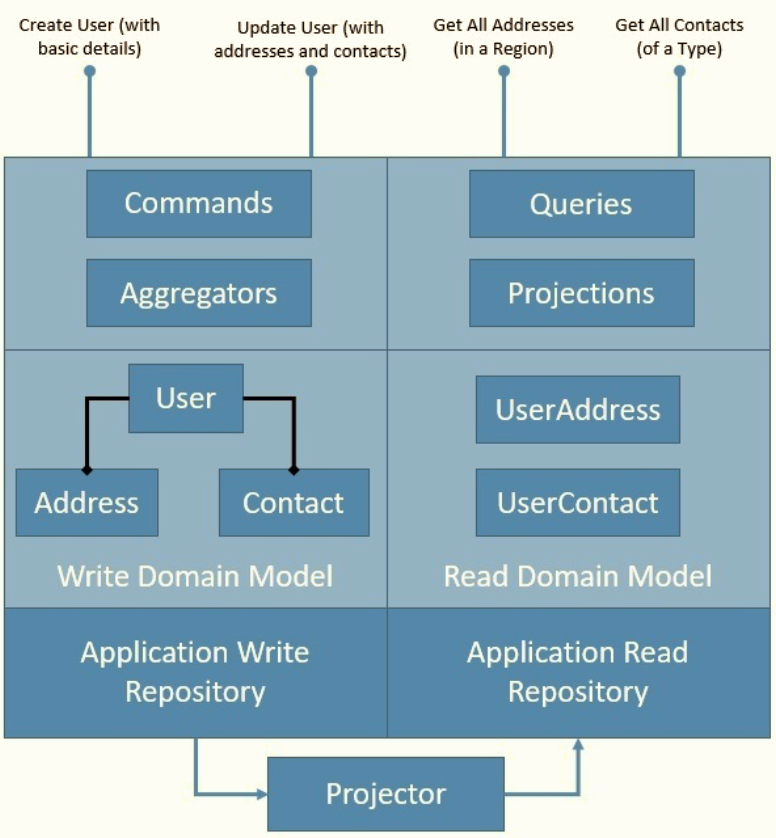 Create User (with
basic details)
Update User (with
addresses and contacts)
Get All Addresses
(in a Region)
Get All Contacts
(of a Type)
Commands
Queries
Aggregators
Projections
User
UserAddress
Address
Contact
UserContact
Write Domain Model
Read Domain Model
Application Write
Repository
Application Read
Repository
Projector